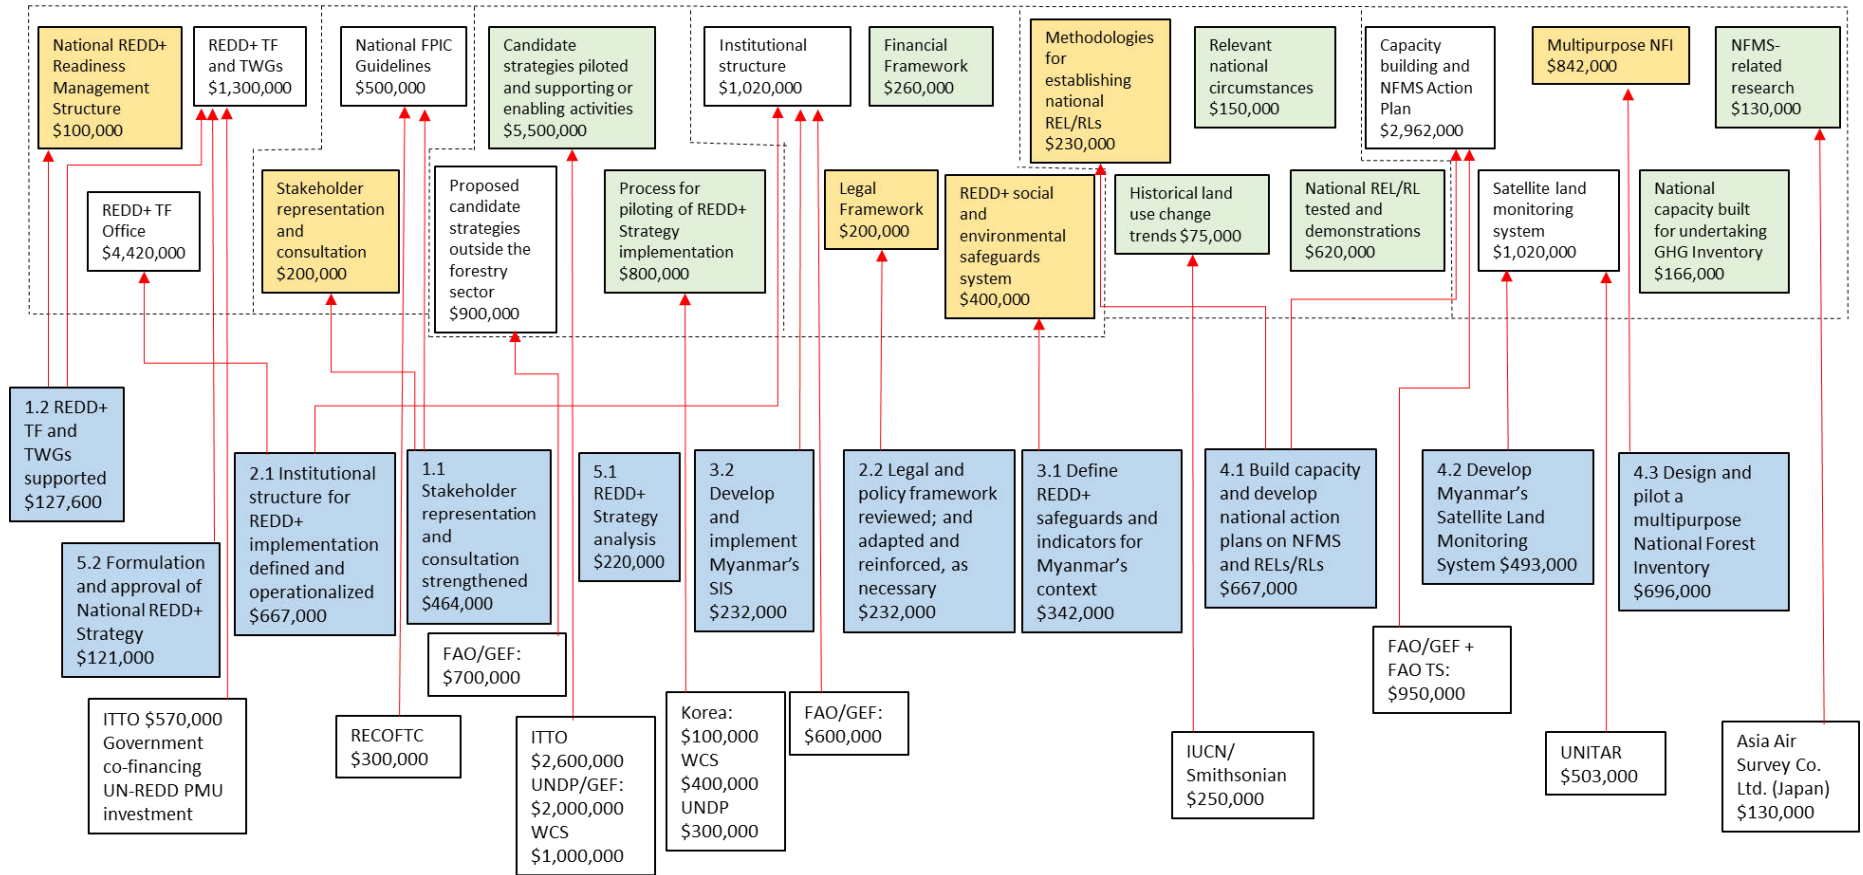 National REDD+
Readiness
Management
Structure
$100,000
REDD+ TF
and TWGs
$1,300,000
National FPIC
Guidelines
$500,000
Candidate
strategies piloted
and supporting or
enabling activities
$5,500,000
Institutional
structure
$1,020,000
Financial
Framework
$260,000
Methodologies
for
establishing
national
REL/RLs
$230,000
Relevant
national
circumstances
$150,000
Capacity
building and
NFMS Action
Plan
$2,962,000
Multipurpose NFI
$842,000
NFMS-
related
research
$130,000
REDD+ TF
Office
$4,420,000
Stakeholder
representation
and
consultation
$200,000
Proposed
candidate
strategies
outside the
forestry
sector
$900,000
Process for
piloting of REDD+
Strategy
implementation
$800,000
Legal
Framework
$200,000
REDD+ social
and
environmental
safeguards
system
$400,000
Historical land
use change
trends $75,000
National REL/RL
tested and
demonstrations
$620,000
Satellite land
monitoring
system
$1,020,000
National
capacity built
for undertaking
GHG Inventory
$166,000
1.2 REDD+
TF and
TWGs
supported
$127,600
5.2 Formulation
and approval of
National REDD+
Strategy
$121,000
2.1 Institutional
structure for
REDD+
implementation
defined and
operationalized
$667,000
1.1
Stakeholder
representation
and
consultation
strengthened
$464,000
5.1
REDD+
Strategy
analysis
$220,000
3.2
Develop
and
implement
Myanmar's
SIS
$232,000
2.2 Legal and
policy framework
reviewed; and
adapted and
reinforced, as
necessary
$232,000
3.1 Define
REDD+
safeguards and
indicators for
Myanmar's
context
$342,000
4.1 Build capacity
and develop
national action
plans on NFMS
and RELs/RLs
$667,000
4.2 Develop
Myanmar's
Satellite Land
Monitoring
System $493,000
4.3 Design and
pilot a
multipurpose
National Forest
Inventory
$696,000
ITTO $570,000
Government
co-financing
UN-REDD PMU
investment
RECOFTC
$300,000
FAO/GEF:
$700,000
ITTO
$2,600,000
UNDP/GEF:
$2,000,000
WCS
$1,000,000
Korea:
$100,000
WCS
$400,000
UNDP
$300,000
FAO/GEF:
$600,000
IUCN/
Smithsonian
$250,000
FAO/GEF +
FAO TS:
$950,000
UNITAR
$503,000
Asia Air
Survey Co.
Ltd. (Japan)
$130,000